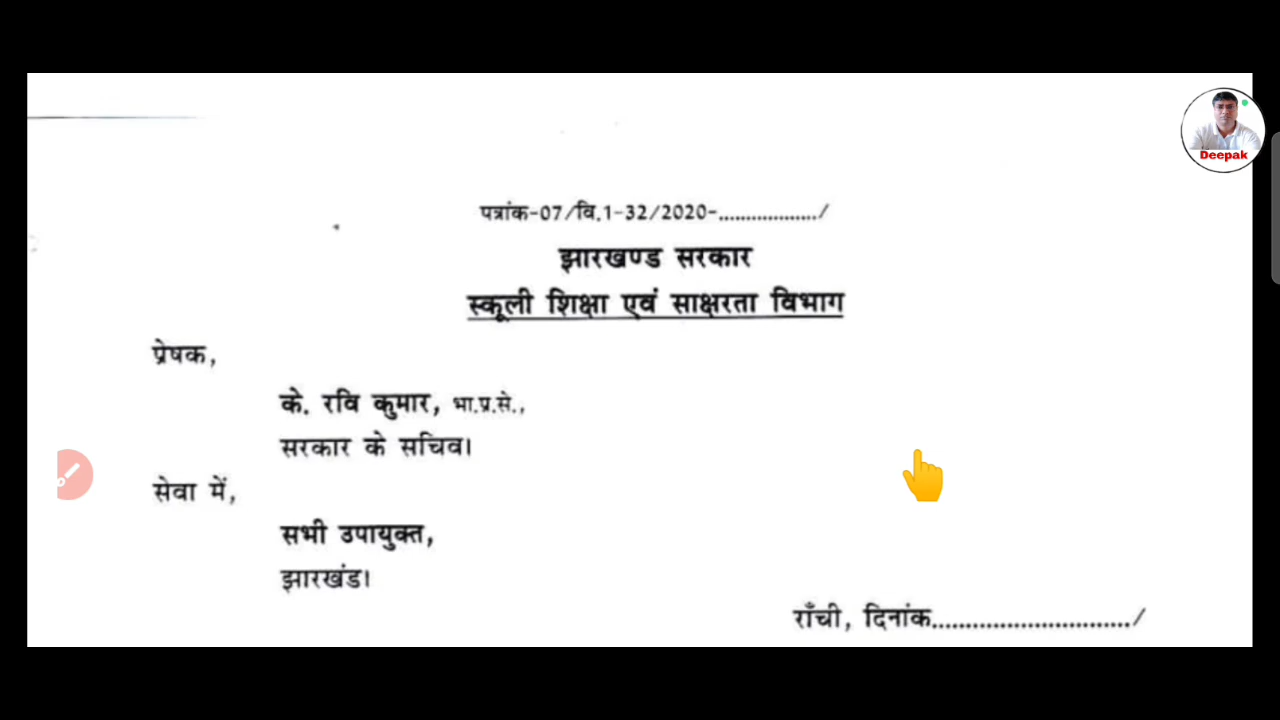 Deepak
पत्रांक-07/वि.1-32/2020-................../
झारखण्ड सरकार
स्कूली शिक्षा एवं साक्षरता विभाग
प्रेषक,
के. रवि कुमार, भा.प्र.से.,
सरकार के सचिव।
सेवा में,
सभी उपायुक्त,
झारखंड।
राँची, दिनांक............................./